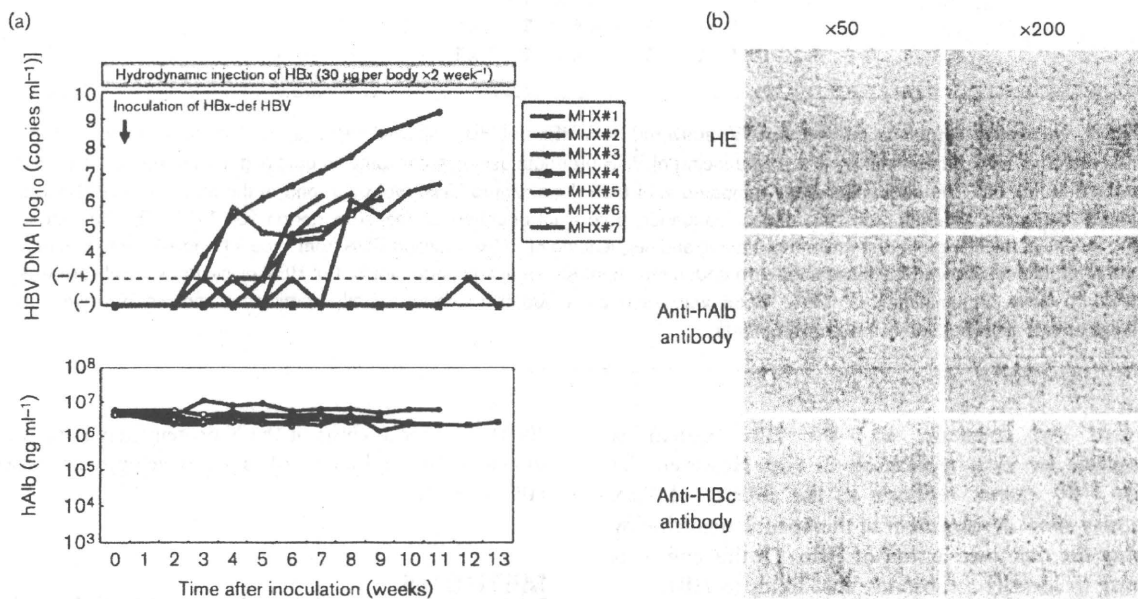 (a)
Hydrodynamic injection of HBx (30 µg per body ×2 week⁻¹)
Inoculation of HBx-def HBV
HBV DNA [log₁₀ (copies ml⁻¹)]
10
9
8
7
6
5
4
(−/+)
(−)
MHX#1
MHX#2
MHX#3
MHX#4
MHX#5
MHX#6
MHX#7
hAlb (ng ml⁻¹)
10⁸
10⁷
10⁶
10⁵
10⁴
10³
0 1 2 3 4 5 6 7 8 9 10 11 12 13
Time after inoculation (weeks)
(b)
×50 ×200
HE
Anti-hAlb
antibody
Anti-HBc
antibody